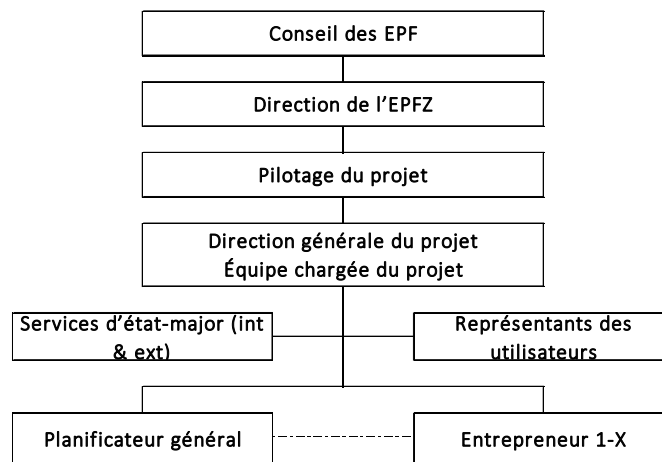 Conseil des EPF
Direction de l’EPFZ
Pilotage du projet
Direction générale du projet
Équipe chargée du projet
Services d’état-major (int
& ext)
Représentants des
utilisateurs
Planificateur général
Entrepreneur 1-X